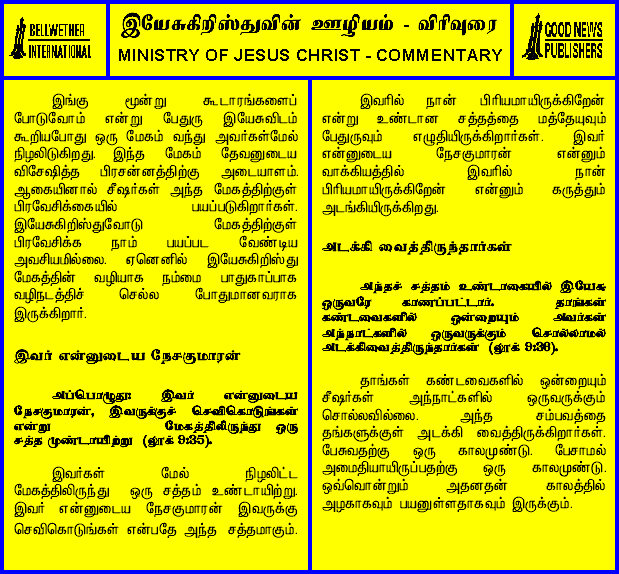 BELLWETHER
INTERNATIONAL
இயேசுகிறிஸ்துவின் ஊழியம் - விரிவுரை
MINISTRY OF JESUS CHRIST - COMMENTARY
GOOD NEWS
PUBLISHERS
இங்கு மூன்று கூடாரங்களைப்
போடுவோம் என்று பேதுரு இயேசுவிடம்
கூறியபோது ஒரு மேகம் வந்து அவர்கள்மேல்
நிழலிடுகிறது. இந்த மேகம் தேவனுடைய
விசேஷித்த பிரசன்னத்திற்கு அடையாளம்.
ஆகையினால் சீஷர்கள் அந்த மேகத்திற்குள்
பிரவேசிக்கையில் பயப்படுகிறார்கள்.
இயேசுகிறிஸ்துவோடு மேகத்திற்குள்
பிரவேசிக்க நாம் பயப்பட வேண்டிய
அவசியமில்லை. ஏனெனில் இயேசுகிறிஸ்து
மேகத்தின் வழியாக நம்மை பாதுகாப்பாக
வழிநடத்திச் செல்ல போதுமானவராக
இருக்கிறார்.
இவர் என்னுடைய நேசகுமாரன்
அப்பொழுது: இவர் என்னுடைய
நேசகுமாரன், இவருக்குச் செவிகொடுங்கள்
என்று மேகத்திலிருந்து ஒரு
சத்த முண்டாயிற்று (லூக் 9:35).
இவர்கள் மேல் நிழலிட்ட
மேகத்திலிருந்து ஒரு சத்தம் உண்டாயிற்று.
இவர் என்னுடைய நேசகுமாரன் இவருக்கு
செவிகொடுங்கள் என்பதே அந்த சத்தமாகும்.
இவரில் நான் பிரியமாயிருக்கிறேன்
என்று உண்டான சத்தத்தை மத்தேயுவும்
பேதுருவும் எழுதியிருக்கிறார்கள். இவர்
என்னுடைய நேசகுமாரன் என்னும்
வாக்கியத்தில் இவரில் நான்
பிரியமாயிருக்கிறேன் என்னும் கருத்தும்
அடங்கியிருக்கிறது.
அடக்கி வைத்திருந்தார்கள்
அந்தச் சத்தம் உண்டாகையில் இயேசு
ஒருவரே காணப்பட்டார். தாங்கள்
கண்டவைகளில் ஒன்றையும் அவர்கள்
அந்நாட்களில் ஒருவருக்கும் சொல்லாமல்
அடக்கிவைத்திருந்தார்கள் (லூக் 9:36).
தாங்கள் கண்டவைகளில் ஒன்றையும்
சீஷர்கள் அந்நாட்களில் ஒருவருக்கும்
சொல்லவில்லை. அந்த சம்பவத்தை
தங்களுக்குள் அடக்கி வைத்திருக்கிறார்கள்.
பேசுவதற்கு ஒரு காலமுண்டு. பேசாமல்
அமைதியாயிருப்பதற்கு ஒரு காலமுண்டு.
ஒவ்வொன்றும் அதனதன் காலத்தில்
அழகாகவும் பயனுள்ளதாகவும் இருக்கும்.